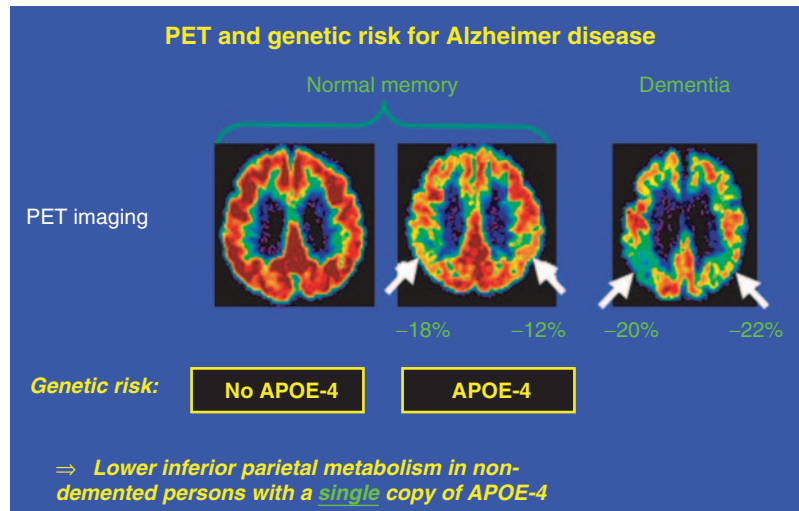 PET and genetic risk for Alzheimer disease
Normal memory
Dementia
PET imaging
–18%
–12%
–20%
–22%
Genetic risk:
No APOE-4
APOE-4
⇒ Lower inferior parietal metabolism in non-
demented persons with a single copy of APOE-4